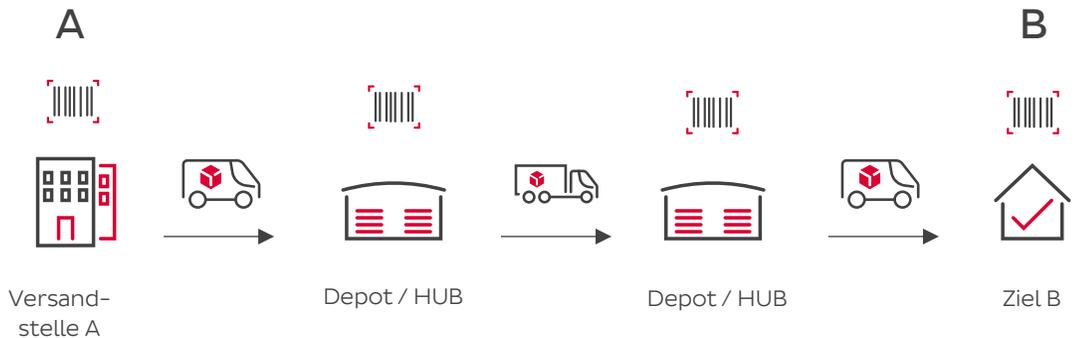 A
B
Versand-
stelle A
Depot / HUB
Depot / HUB
Ziel B